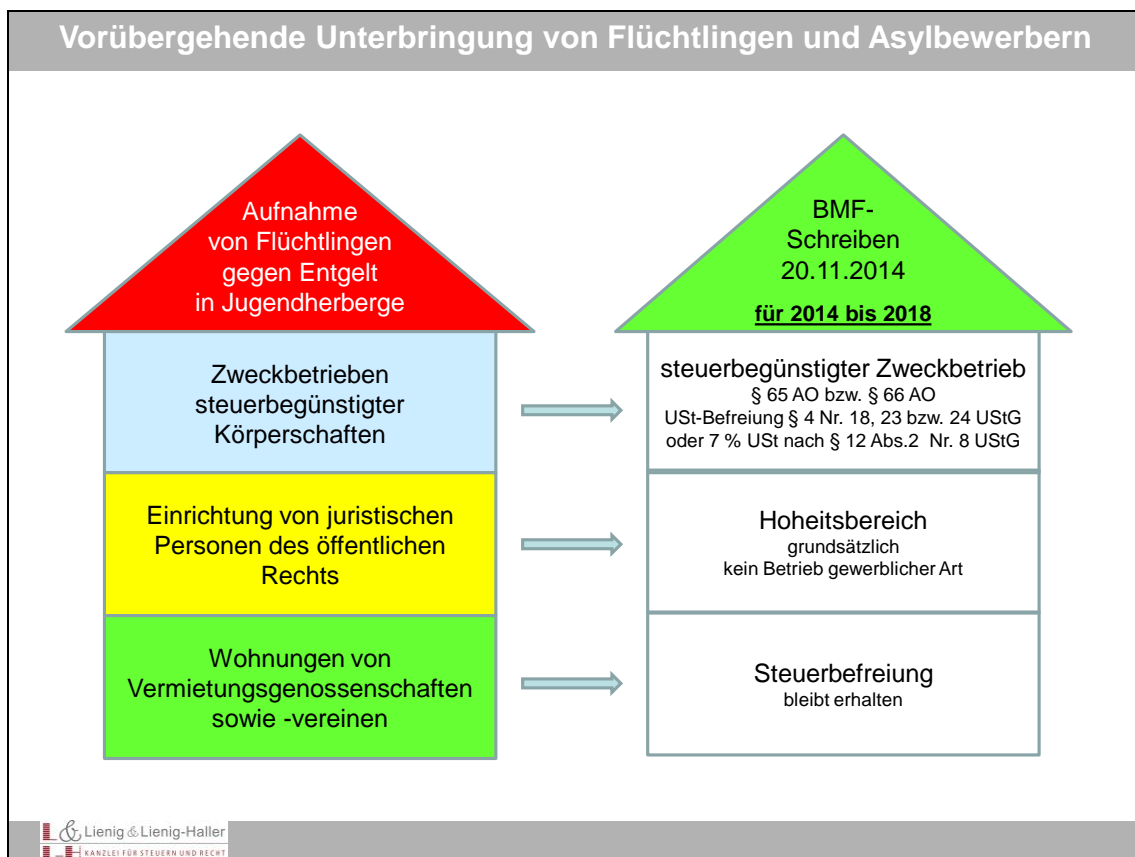 Vorübergehende Unterbringung von Flüchtlingen und Asylbewerbern
Aufnahme
von Flüchtlingen
gegen Entgelt
in Jugendherberge
Zweckbetrieben
steuerbegünstigter
Körperschaften
Einrichtung von juristischen
Personen des öffentlichen
Rechts
Wohnungen von
Vermietungsgenossenschaften
sowie -vereinen
BMF-
Schreiben
20.11.2014
für 2014 bis 2018
steuerbegünstigter Zweckbetrieb
§ 65 AO bzw. § 66 AO
USt-Befreiung § 4 Nr. 18, 23 bzw. 24 UStG
oder 7 % USt nach § 12 Abs.2 Nr. 8 UStG
Hoheitsbereich
grundsätzlich
kein Betrieb gewerblicher Art
Steuerbefreiung
bleibt erhalten
L& Lienig & Lienig-Haller
LH KANZLEI FÜR STEUERN UND RECHT